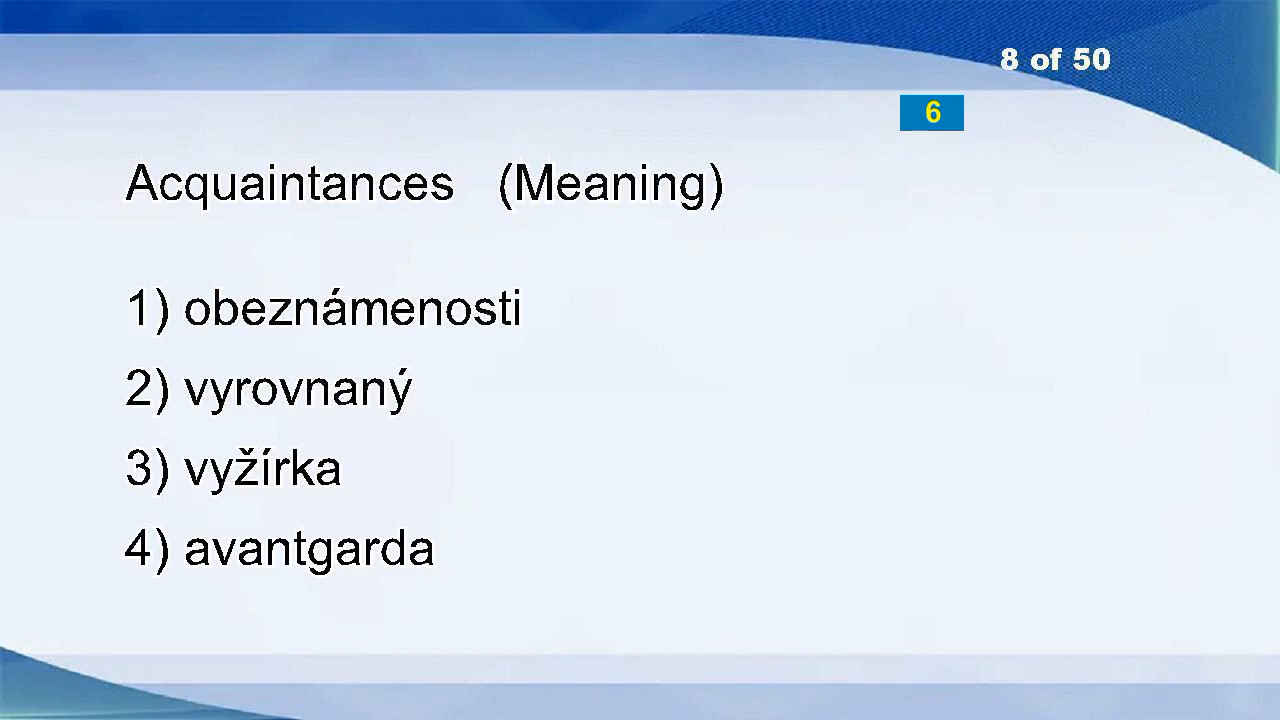 8 of 50
6
Acquaintances (Meaning)
1) obeznámenosti
2) vyrovnaný
3) vyžírka
4) avantgarda